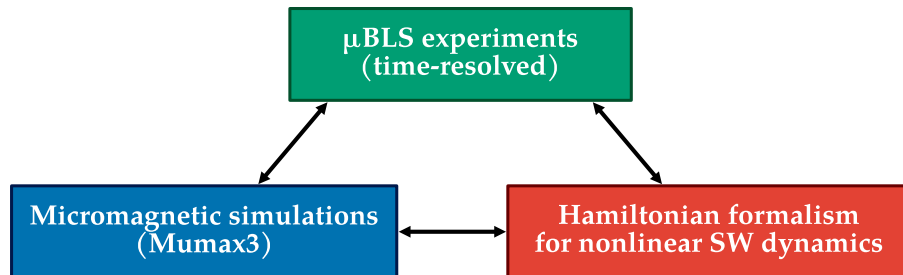 μBLS experiments
(time-resolved)
Micromagnetic simulations
(Mumax3)
Hamiltonian formalism
for nonlinear SW dynamics